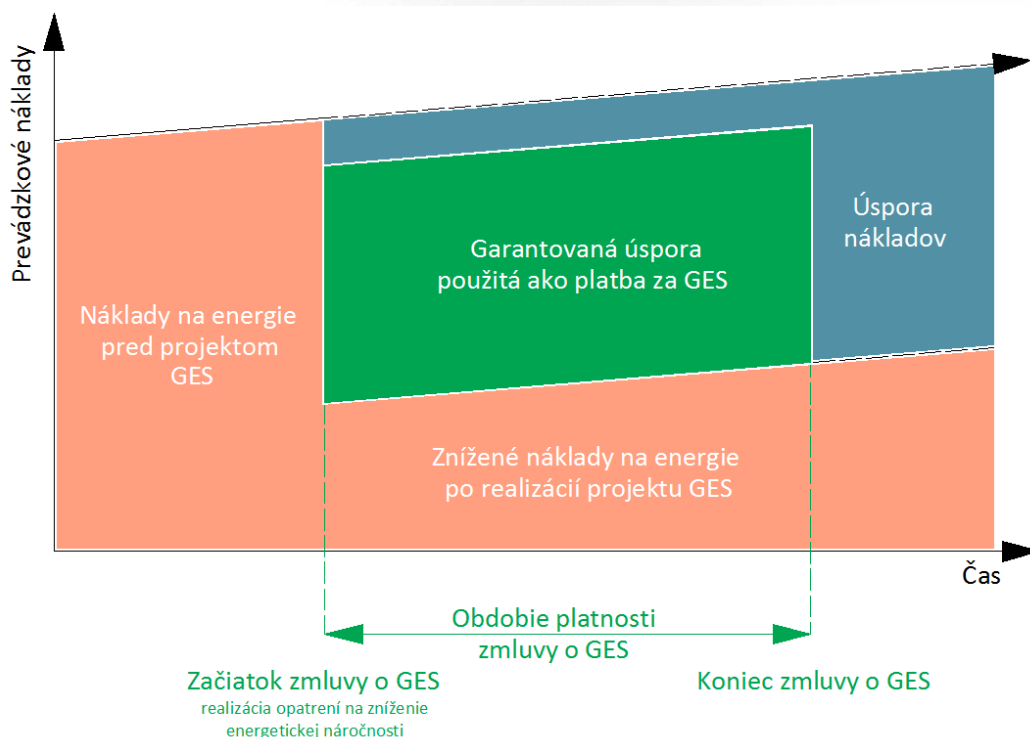 Prevádzkové náklady
Náklady na energie
pred projektom
GES
Garantovaná úspora
použitá ako platba za GES
Úspora
nákladov
Znížené náklady na energie
po realizácií projektu GES
Čas
Obdobie platnosti
zmluvy o GES
Začiatok zmluvy o GES
realizácia opatrení na zníženie
energetickej náročnosti
Koniec zmluvy o GES